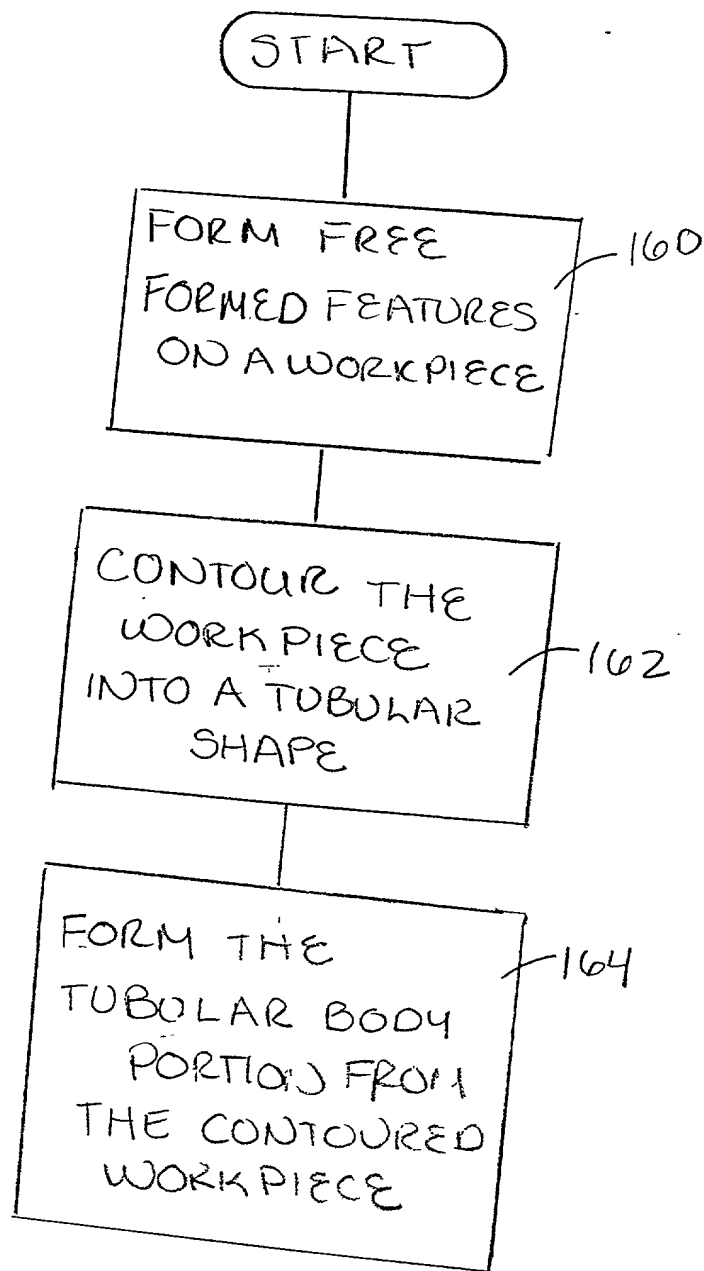 START
FORM FREE
FORMED FEATURES
ON A WORKPIECE
160
CONTOUR THE
WORKPIECE
INTO A TUBULAR
SHAPE
162
FORM THE
TUBULAR BODY
PORTION FROM
THE CONTOURED
WORKPIECE
164